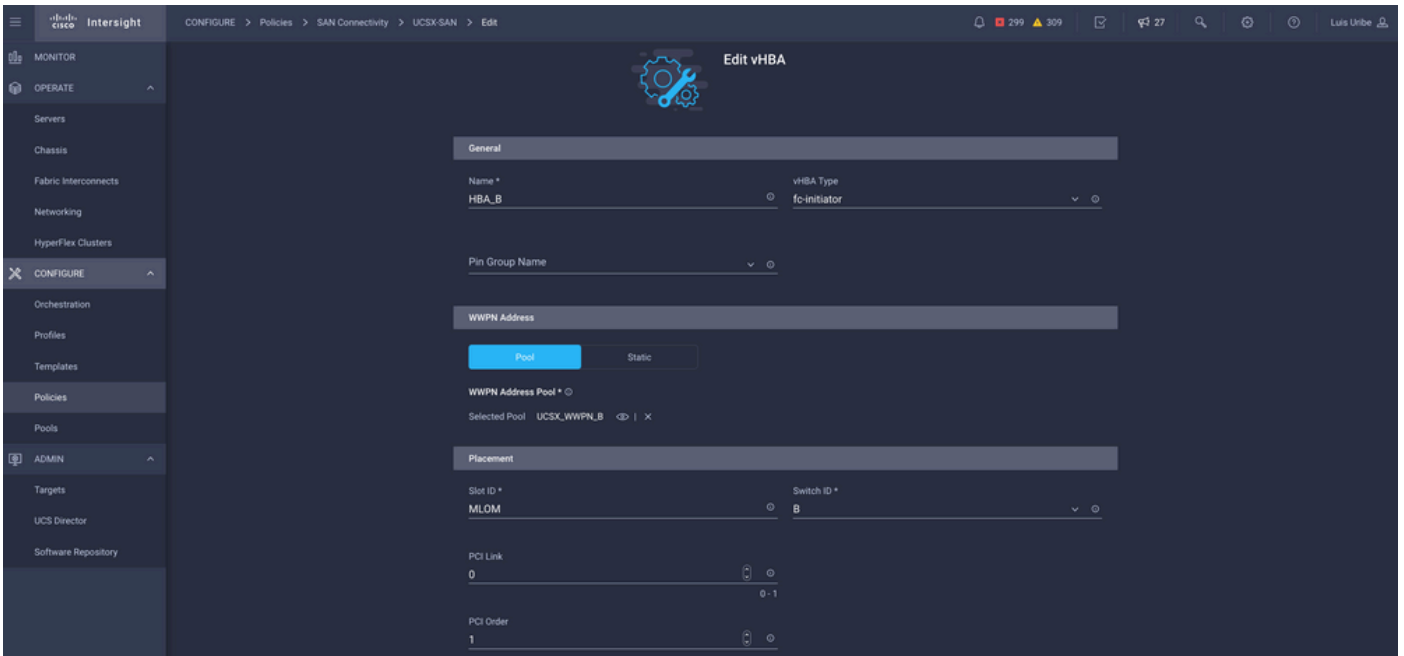 CISCO Intersight
CONFIGURE > Policies > SAN Connectivity > UCSX-SAN > Edit
299 309
27
Luis Uribe
MONITOR
OPERATE
Servers
Chassis
Fabric Interconnects
Networking
HyperFlex Clusters
CONFIGURE
Orchestration
Profiles
Templates
Policies
Pools
ADMIN
Targets
UCS Director
Software Repository
Edit vHBA
General
Name *
HBA_B
vHBA Type
fc-initiator
Pin Group Name
WWPN Address
Pool Static
WWPN Address Pool *
Selected Pool UCSX_WWPN_B | ×
Placement
Slot ID *
MLOM
Switch ID *
B
PCI Link
0
0 - 1
PCI Order
1